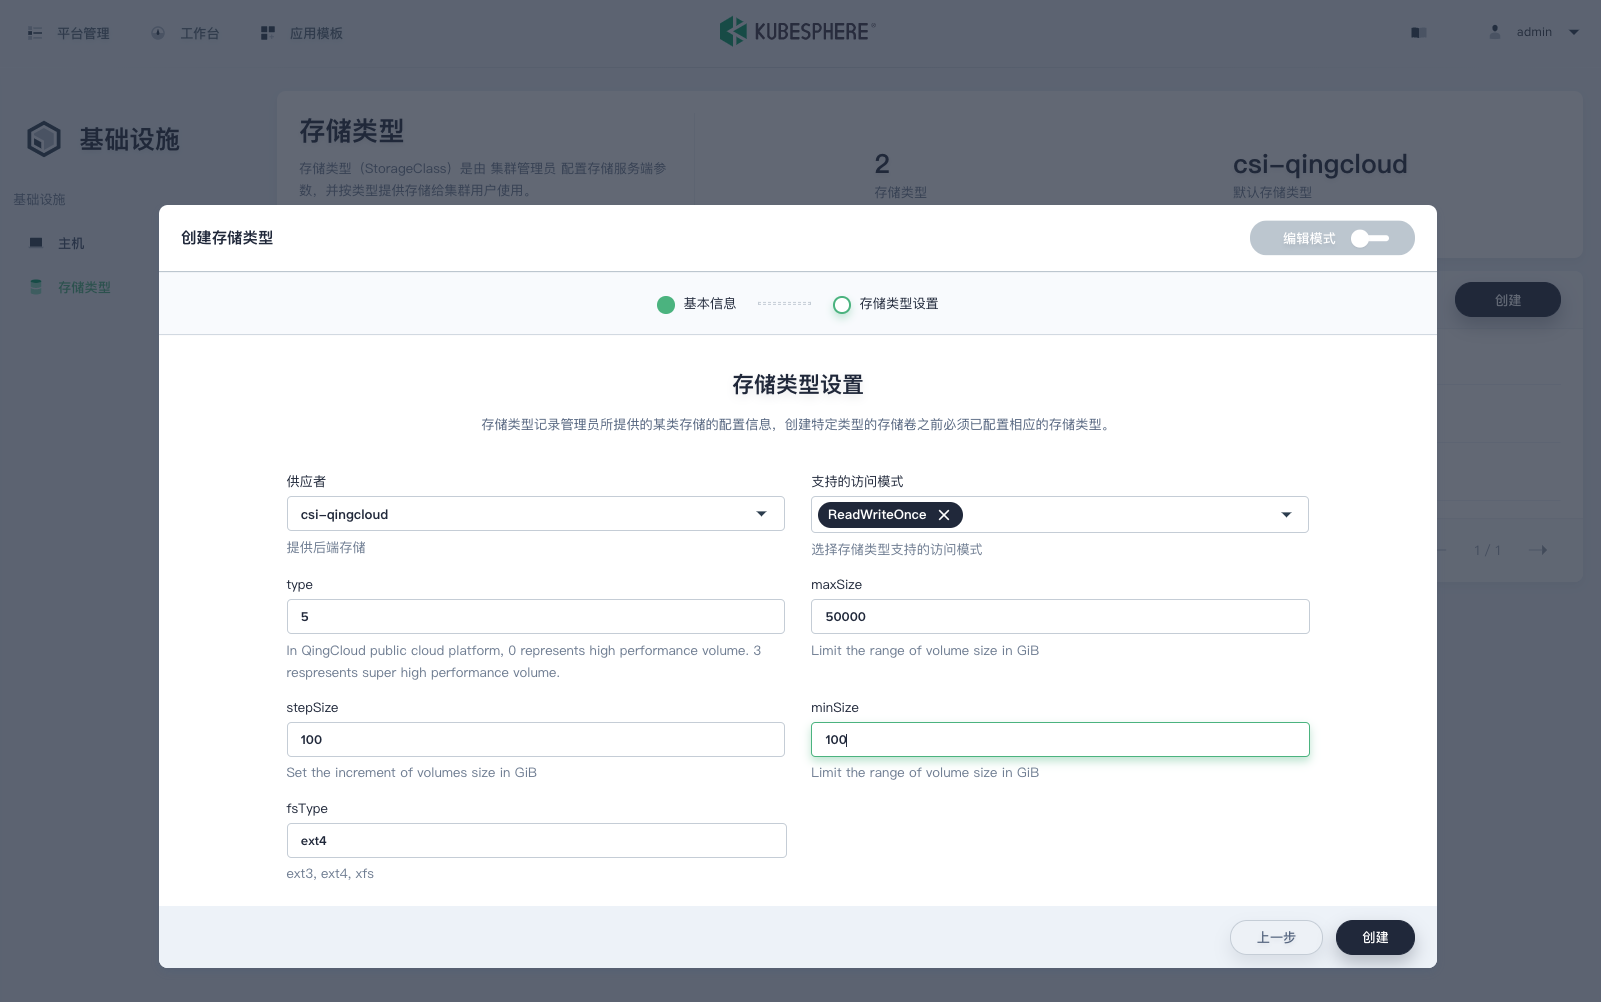 平台管理
工作台
应用模板
KUBESPHERE
admin
基础设施
基础设施
主机
存储类型
存储类型
存储类型（StorageClass）是由 集群管理员 配置存储服务端参
数，并按类型提供存储给集群用户使用。
2
存储类型
csi-qingcloud
默认存储类型
创建
1 / 1
创建存储类型
编辑模式
基本信息
存储类型设置
存储类型设置
存储类型记录管理员所提供的某类存储的配置信息，创建特定类型的存储卷之前必须已配置相应的存储类型。
供应者
csi-qingcloud
提供后端存储
支持的访问模式
ReadWriteOnce
选择存储类型支持的访问模式
type
5
In QingCloud public cloud platform, 0 represents high performance volume. 3
respresents super high performance volume.
maxSize
50000
Limit the range of volume size in GiB
stepSize
100
Set the increment of volumes size in GiB
minSize
100
Limit the range of volume size in GiB
fsType
ext4
ext3, ext4, xfs
上一步
创建